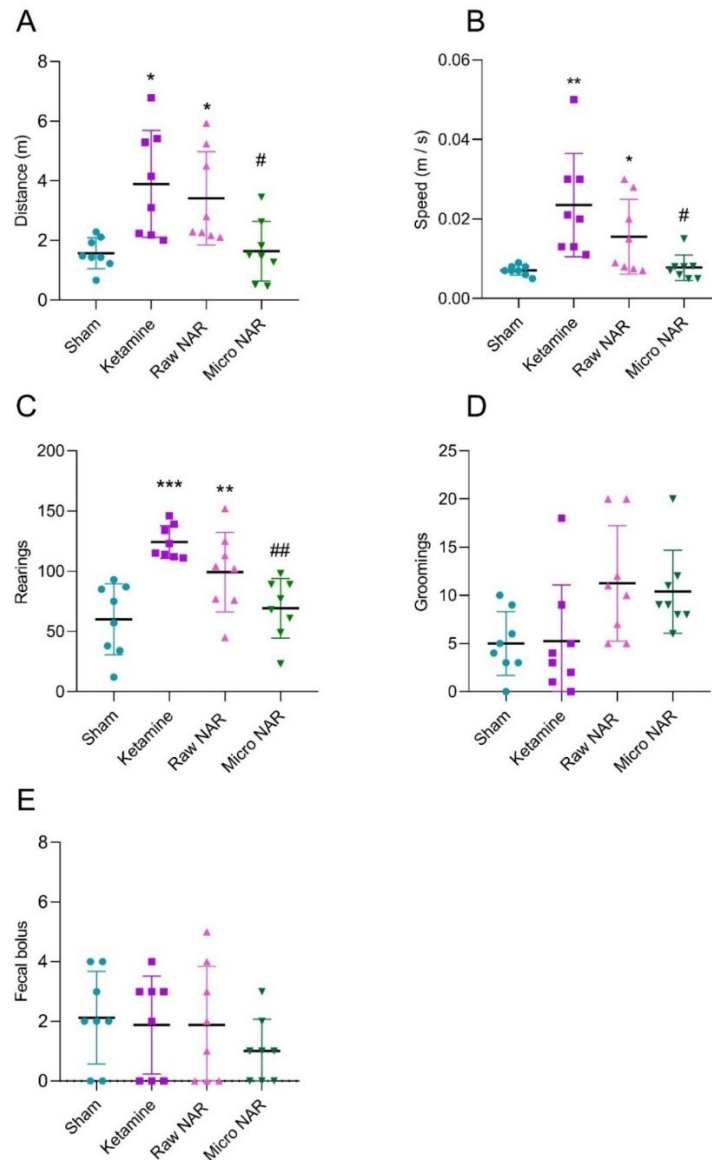 A
Distance (m)
8
6
4
2
0
*
*
#
Sham
Ketamine
Raw NAR
Micro NAR
B
Speed (m / s)
0.06
0.04
0.02
0.00
**
*
#
Sham
Ketamine
Raw NAR
Micro NAR
C
Rearings
200
150
100
50
0
***
**
##
Sham
Ketamine
Raw NAR
Micro NAR
D
Groomings
25
20
15
10
5
0
Sham
Ketamine
Raw NAR
Micro NAR
E
Fecal bolus
8
6
4
2
0
Sham
Ketamine
Raw NAR
Micro NAR